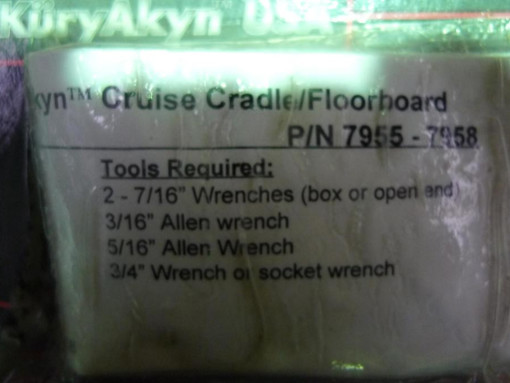 KüryAkyn USA
kyn™ Cruise Cradle/Floorboard
P/N 7955 - 7958
Tools Required:
2 - 7/16" Wrenches (box or open end)
3/16" Allen wrench
5/16" Allen Wrench
3/4" Wrench or socket wrench